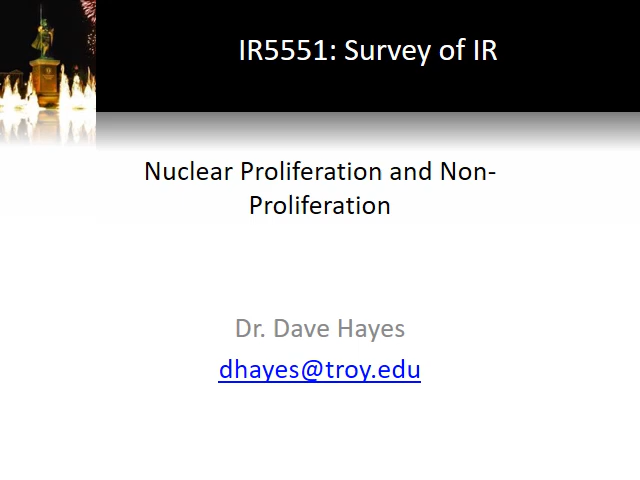 IR5551: Survey of IR
Nuclear Proliferation and Non-
Proliferation
Dr. Dave Hayes
dhayes@troy.edu